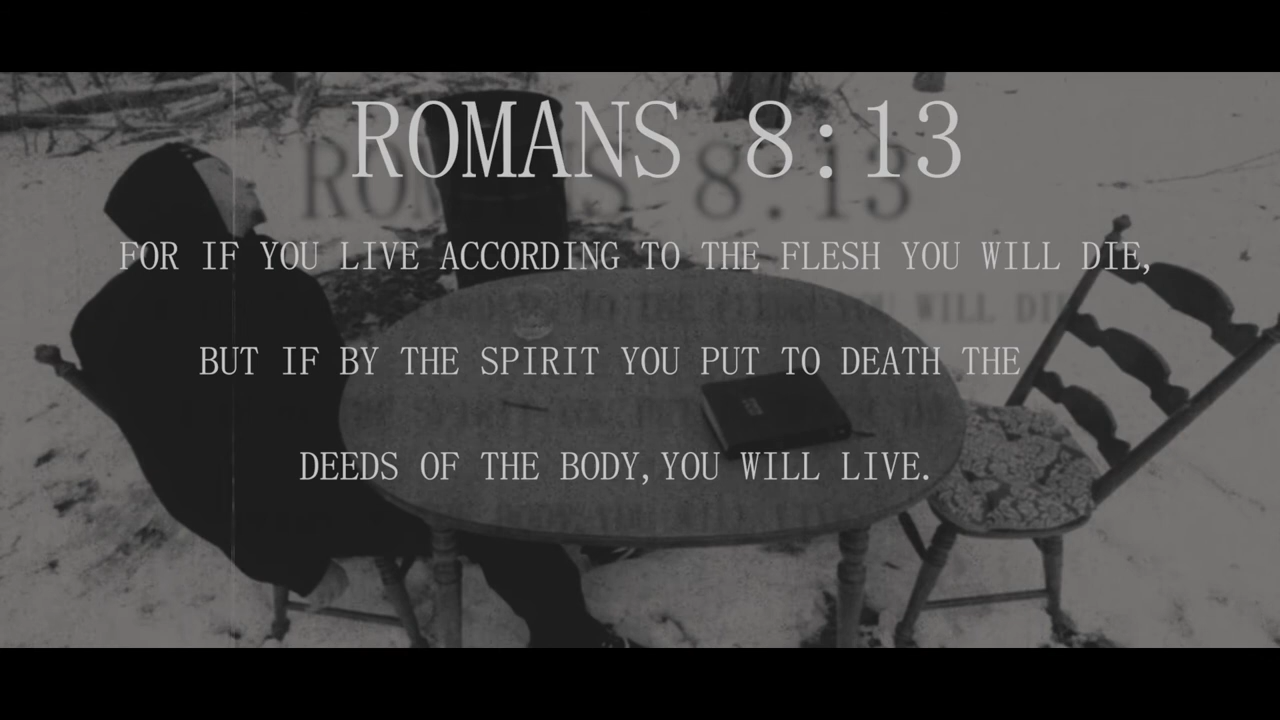 ROMANS 8:13
FOR IF YOU LIVE ACCORDING TO THE FLESH YOU WILL DIE,
BUT IF BY THE SPIRIT YOU PUT TO DEATH THE
DEEDS OF THE BODY, YOU WILL LIVE.